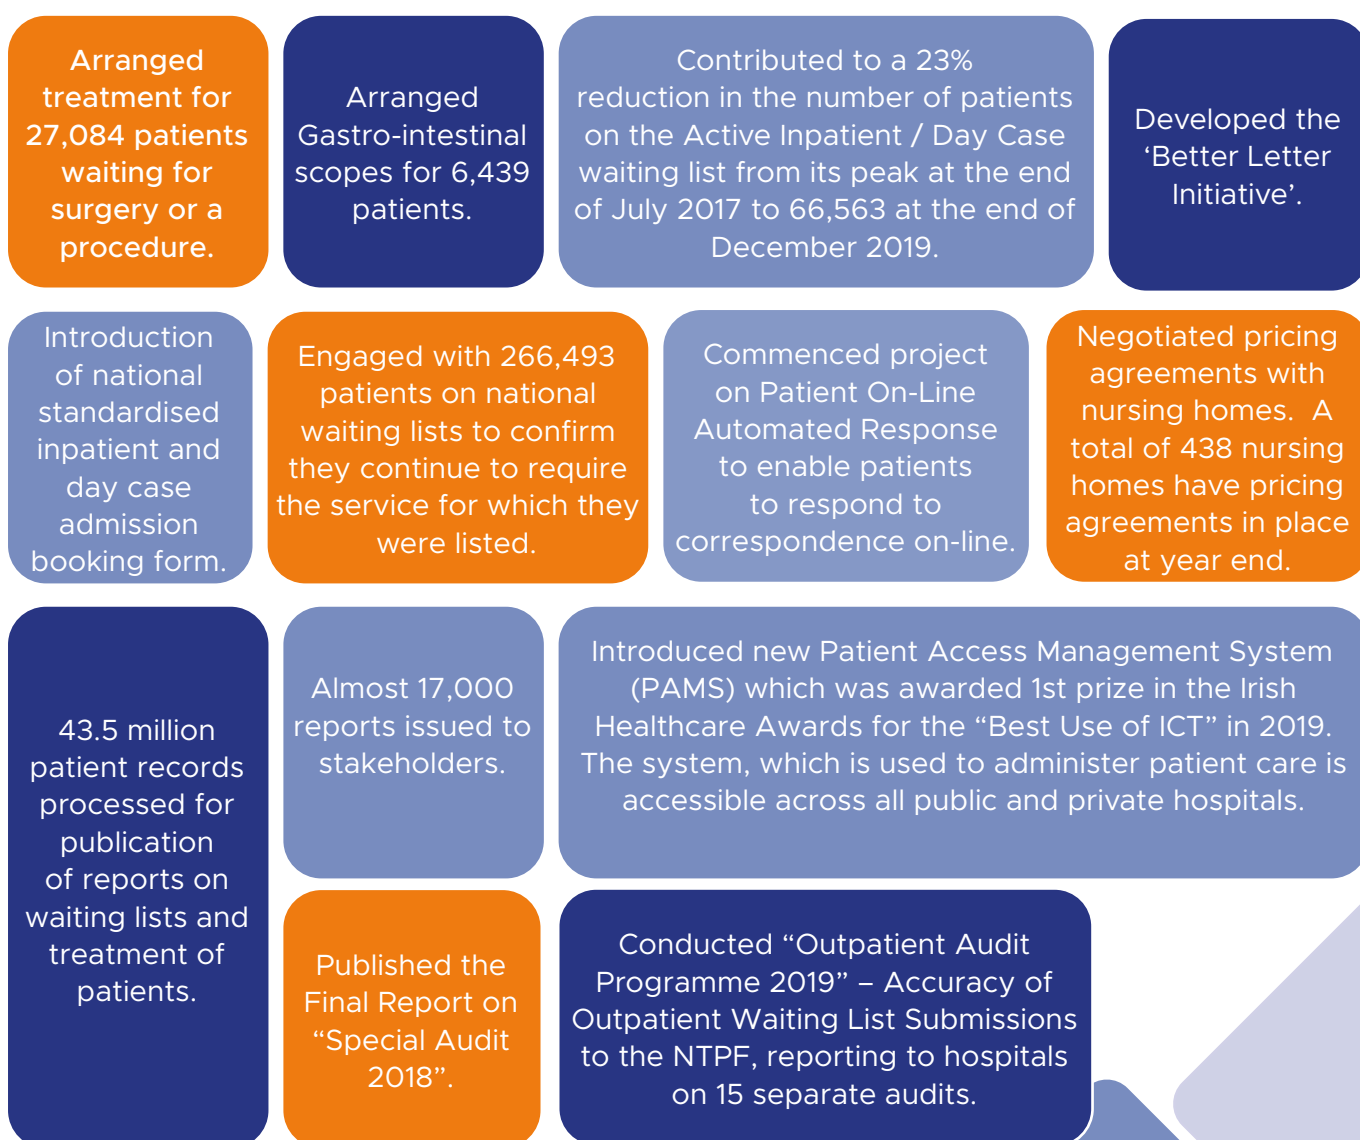 Arranged
treatment for
27,084 patients
waiting for
surgery or a
procedure.
Arranged
Gastro-intestinal
scopes for 6,439
patients.
Contributed to a 23%
reduction in the number of patients
on the Active Inpatient / Day Case
waiting list from its peak at the end
of July 2017 to 66,563 at the end of
December 2019.
Developed the
‘Better Letter
Initiative’.
Introduction
of national
standardised
inpatient and
day case
admission
booking form.
Engaged with 266,493
patients on national
waiting lists to confirm
they continue to require
the service for which they
were listed.
Commenced project
on Patient On-Line
Automated Response
to enable patients
to respond to
correspondence on-line.
Negotiated pricing
agreements with
nursing homes. A
total of 438 nursing
homes have pricing
agreements in place
at year end.
43.5 million
patient records
processed for
publication
of reports on
waiting lists and
treatment of
patients.
Almost 17,000
reports issued to
stakeholders.
Introduced new Patient Access Management System
(PAMS) which was awarded 1st prize in the Irish
Healthcare Awards for the “Best Use of ICT” in 2019.
The system, which is used to administer patient care is
accessible across all public and private hospitals.
Published the
Final Report on
“Special Audit
2018”.
Conducted “Outpatient Audit
Programme 2019” – Accuracy of
Outpatient Waiting List Submissions
to the NTPF, reporting to hospitals
on 15 separate audits.